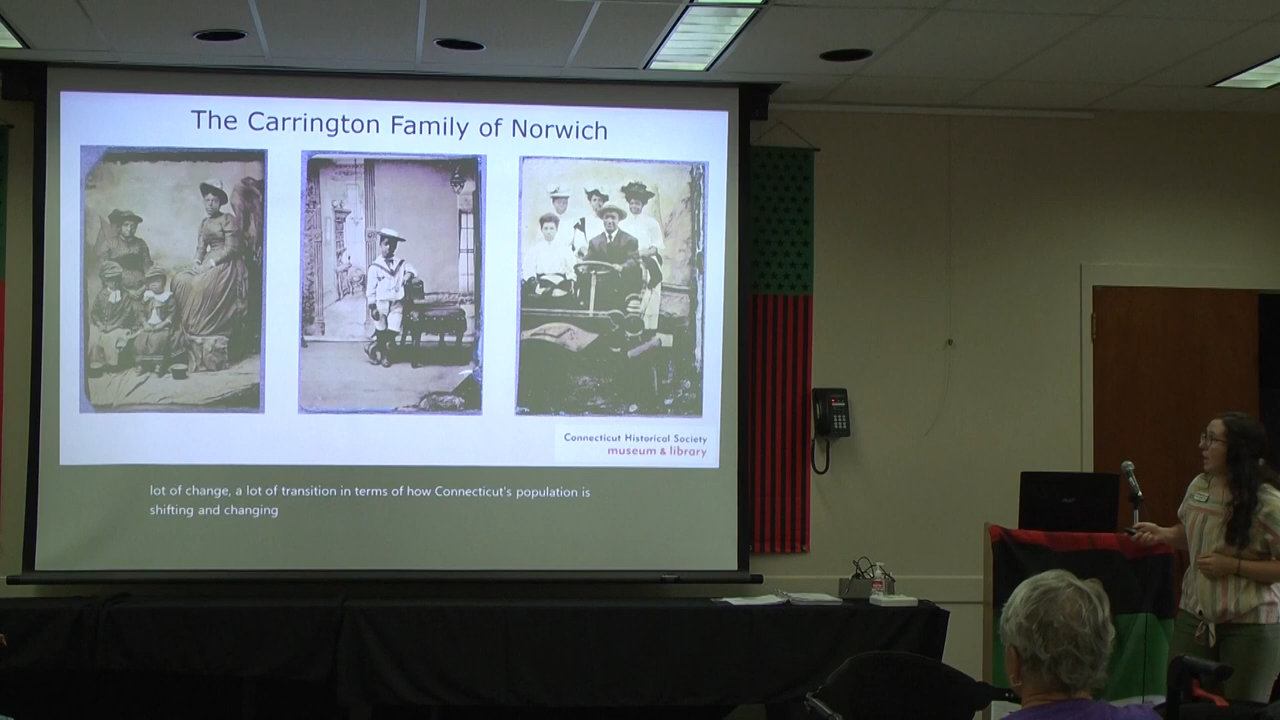 The Carrington Family of Norwich
Connecticut Historical Society
museum & library
lot of change, a lot of transition in terms of how Connecticut's population is
shifting and changing